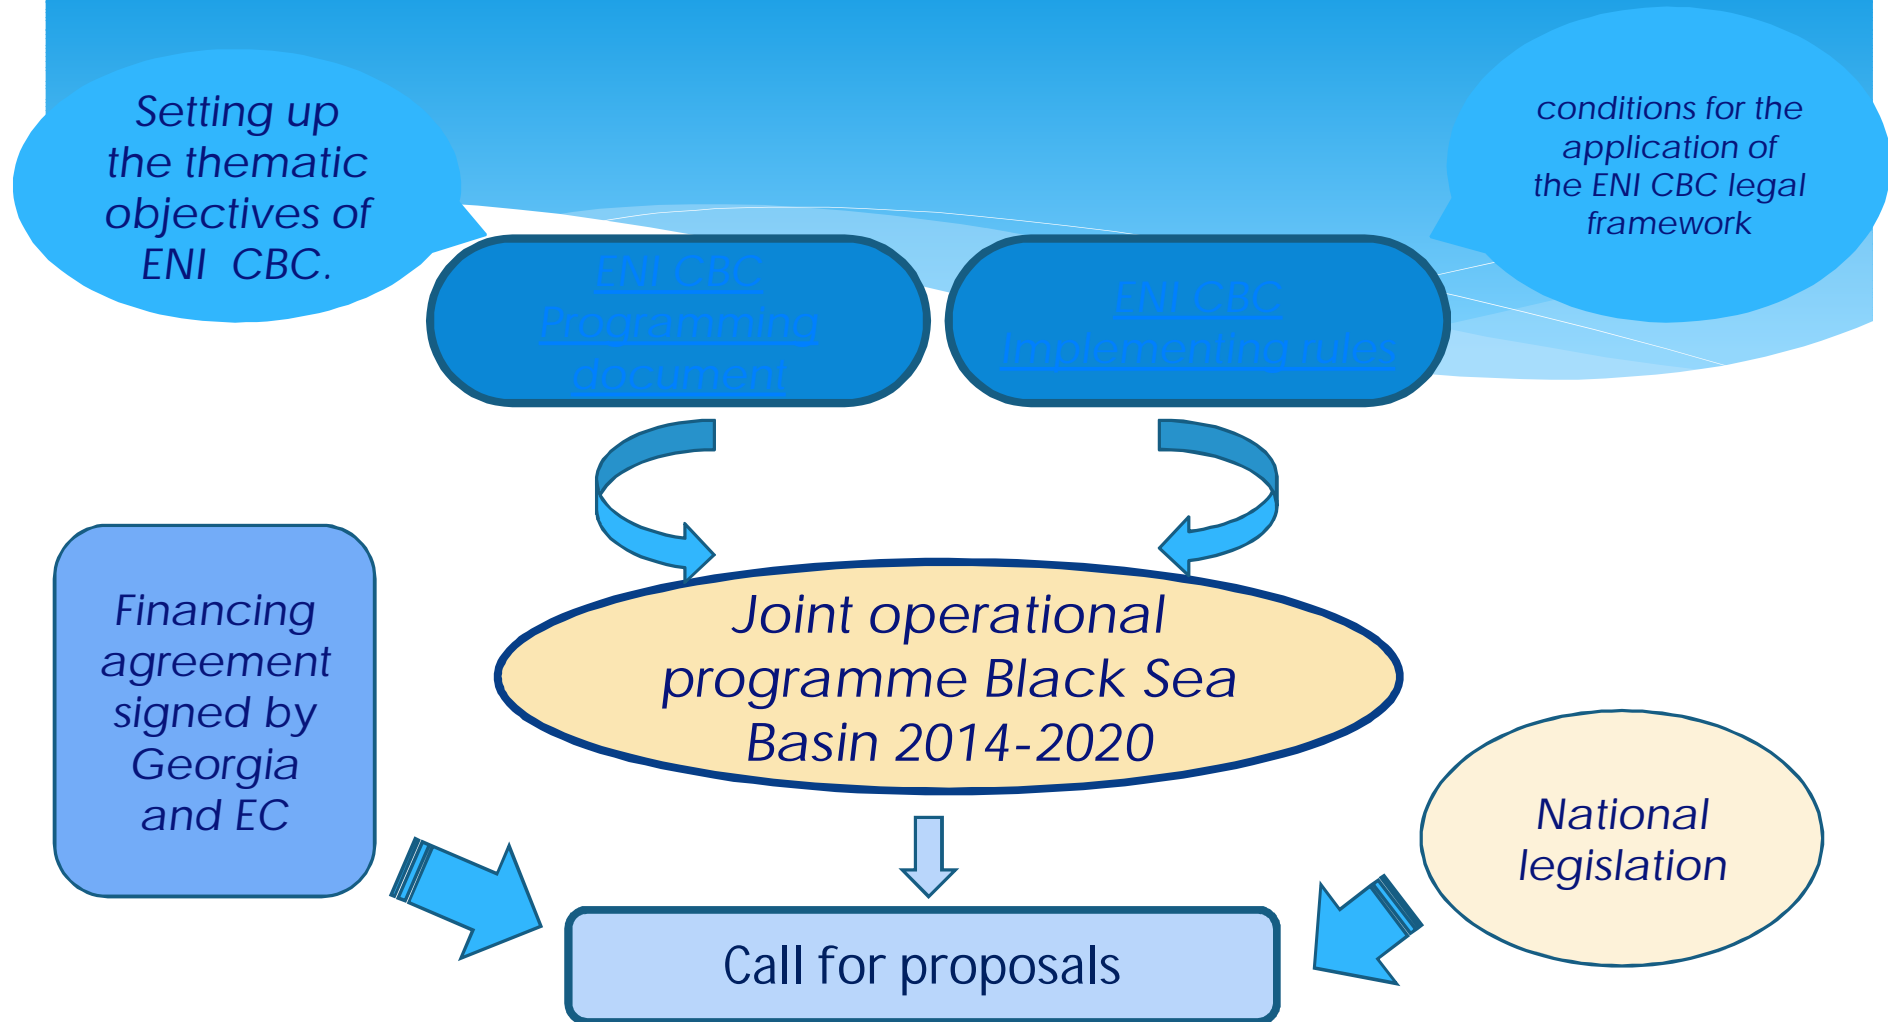 Setting up
the thematic
objectives of
ENI CBC.
conditions for the
application of
the ENI CBC legal
framework
ENI CBC
Programming
document
ENI CBC
Implementing rules
Financing
agreement
signed by
Georgia
and EC
Joint operational
programme Black Sea
Basin 2014-2020
National
legislation
Call for proposals